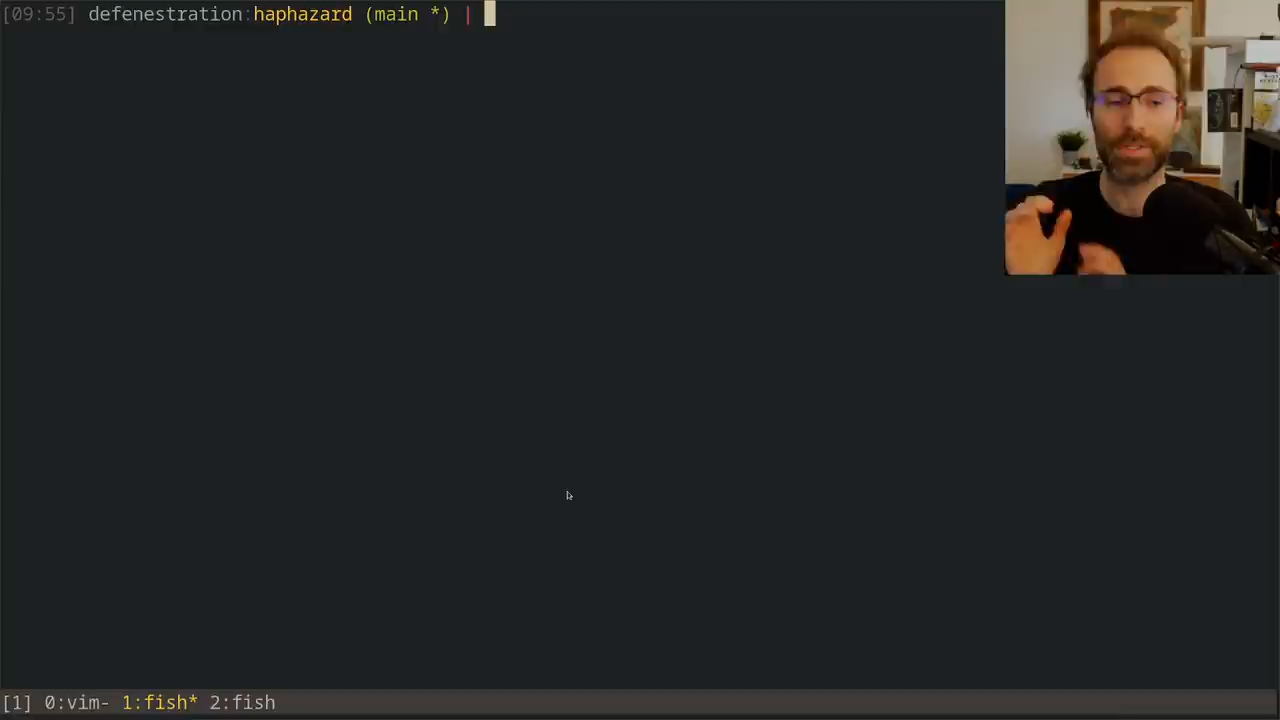 [09:55] defenestration:haphazard (main *) |
[1] 0:vim- 1:fish* 2:fish